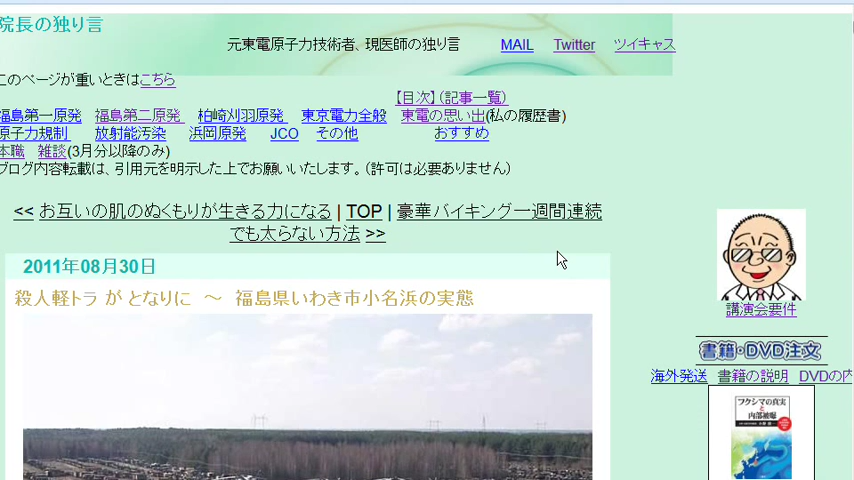 院長の独り言
元東電原子力技術者、現医師の独り言 MAIL Twitter ツイキャス
このページが重いときはこちら
【目次】（記事一覧）
福島第一原発 福島第二原発 柏崎刈羽原発 東京電力全般 東電の思い出(私の履歴書)
原子力規制 放射能汚染 浜岡原発 JCO その他 おすすめ
本職 雑談(3月分以降のみ)
ブログ内容転載は、引用元を明示した上でお願いいたします。（許可は必要ありません）
<< お互いの肌のぬくもりが生きる力になる | TOP | 豪華バイキング一週間連続
でも太らない方法 >>
2011年08月30日
殺人軽トラ が となりに ～ 福島県いわき市小名浜の実態
講演会要件
書籍・DVD注文
海外発送 書籍の説明 DVDの内
フクシマの真実
と
内部被曝